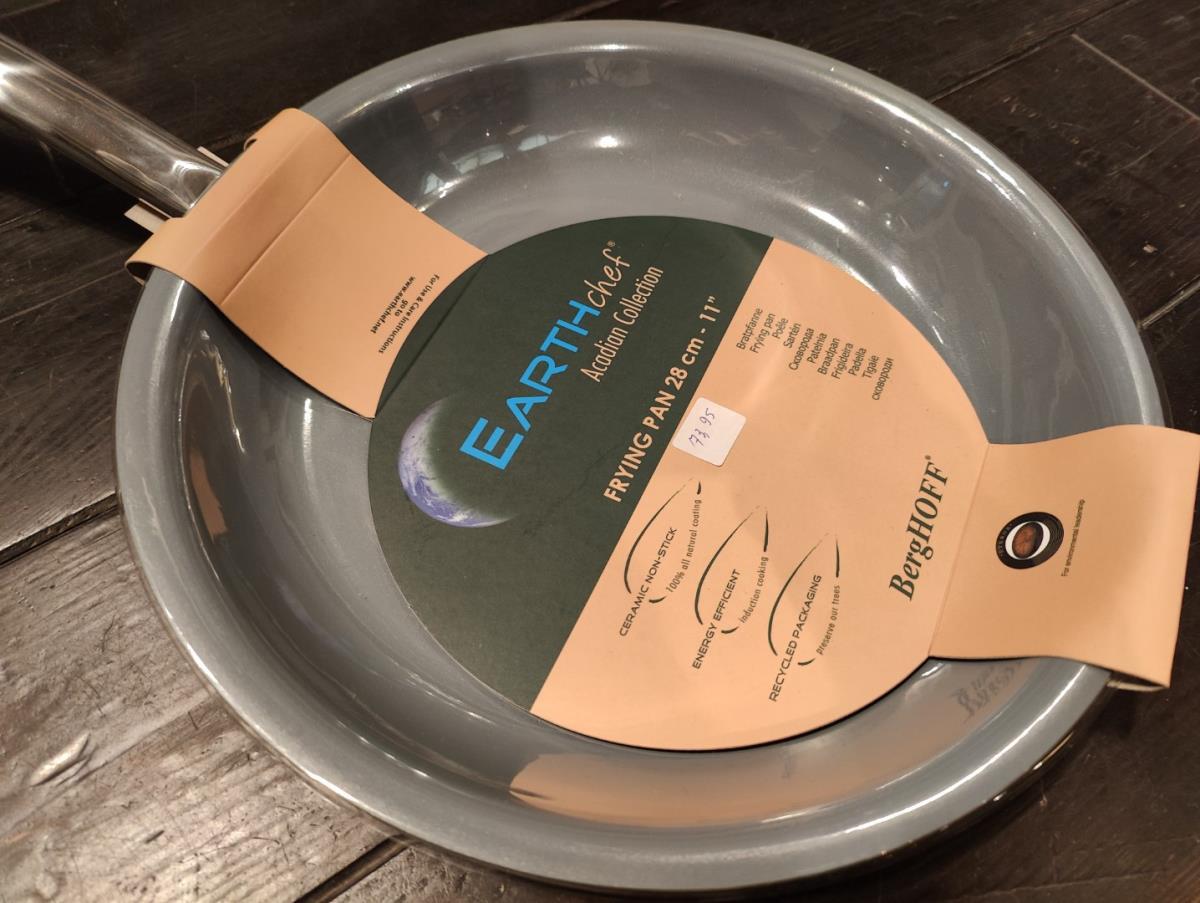 For Use & Care Instructions
go to
www.earthchef.net
EARTHchef®
Acadian Collection
FRYING PAN 28 cm - 11"
Bratpfanne
Frying pan
Poêle
Sartén
Сковорода
Patelnia
Braadpan
Frigideira
Padella
Tigaie
сковороди
73,95
CERAMIC NON-STICK
100% all natural coating
ENERGY EFFICIENT
induction cooking
RECYCLED PACKAGING
preserve our trees
BergHOFF®
For environmental leadership